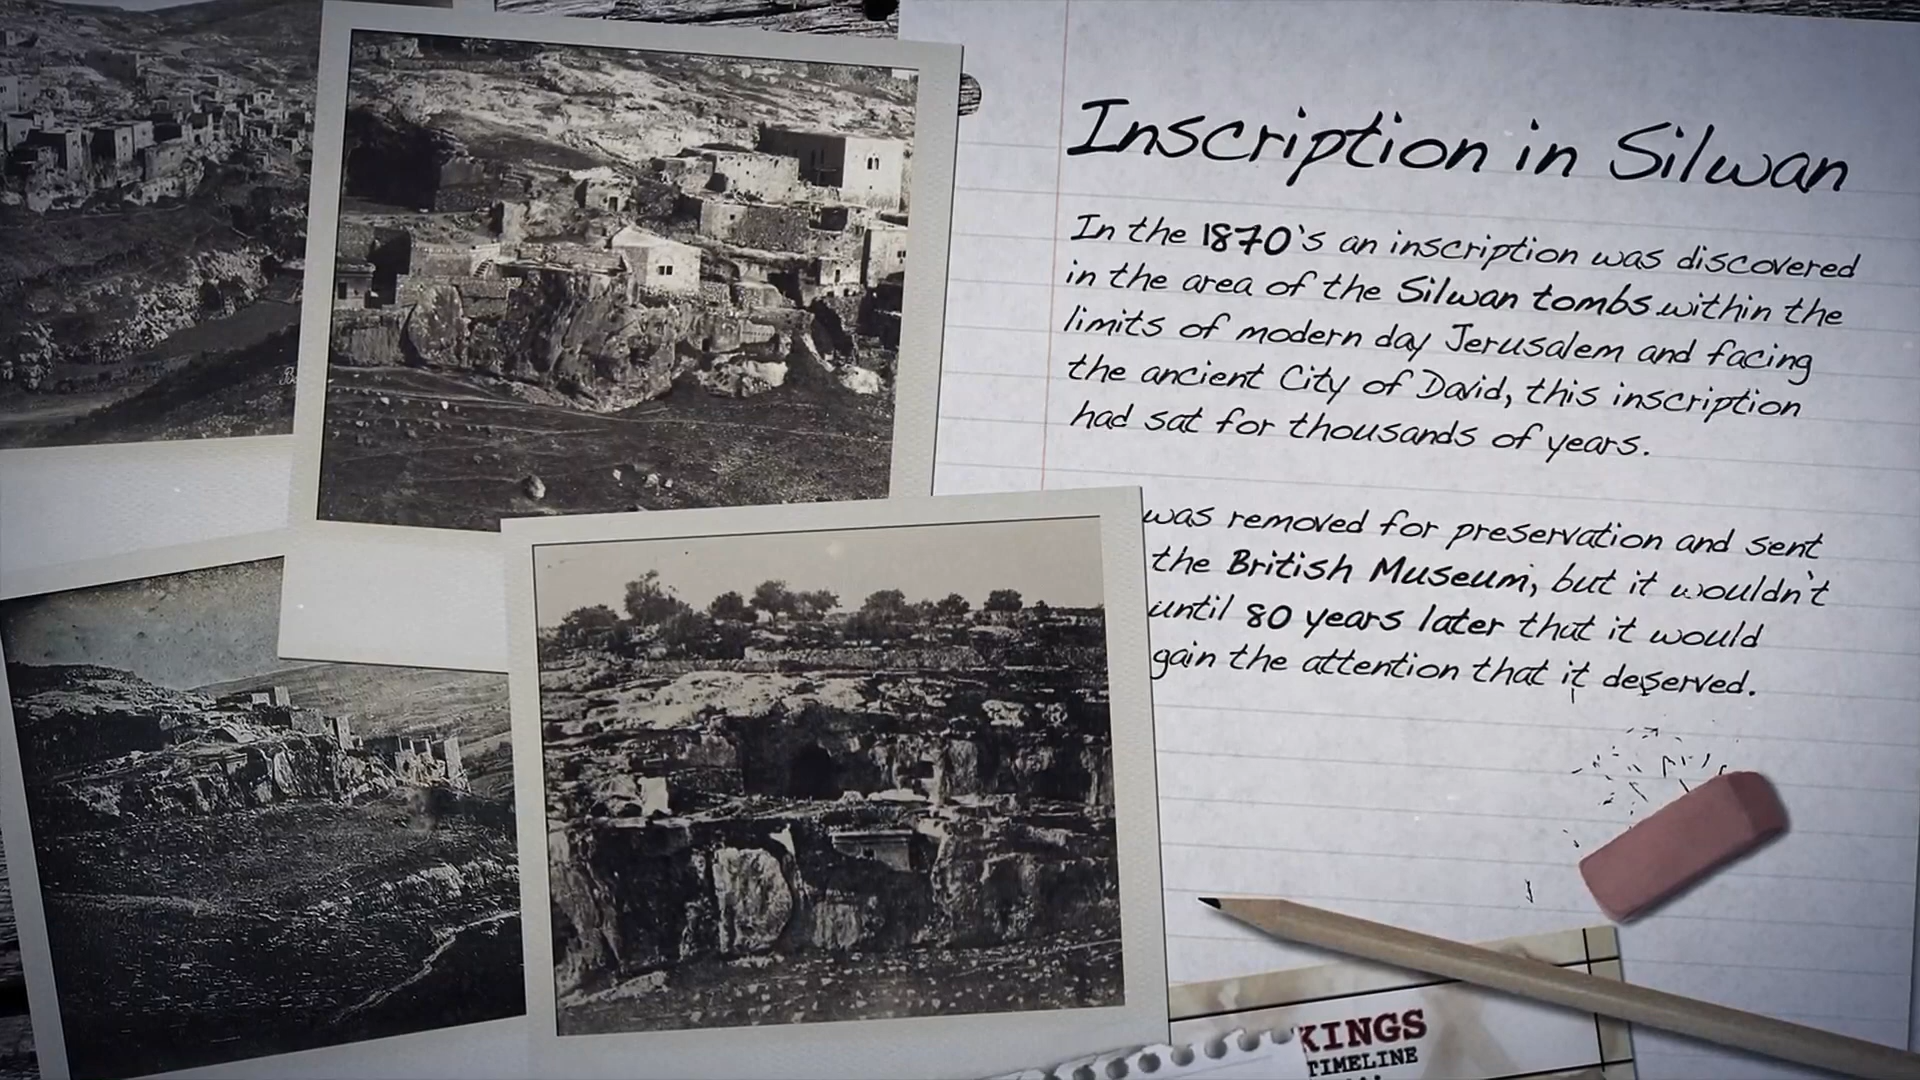 Inscription in Silwan
In the 1870's an inscription was discovered
in the area of the Silwan tombs within the
limits of modern day Jerusalem and facing
the ancient City of David, this inscription
had sat for thousands of years.
was removed for preservation and sent
the British Museum, but it wouldn't
until 80 years later that it would
gain the attention that it deserved.
KINGS
TIMELINE